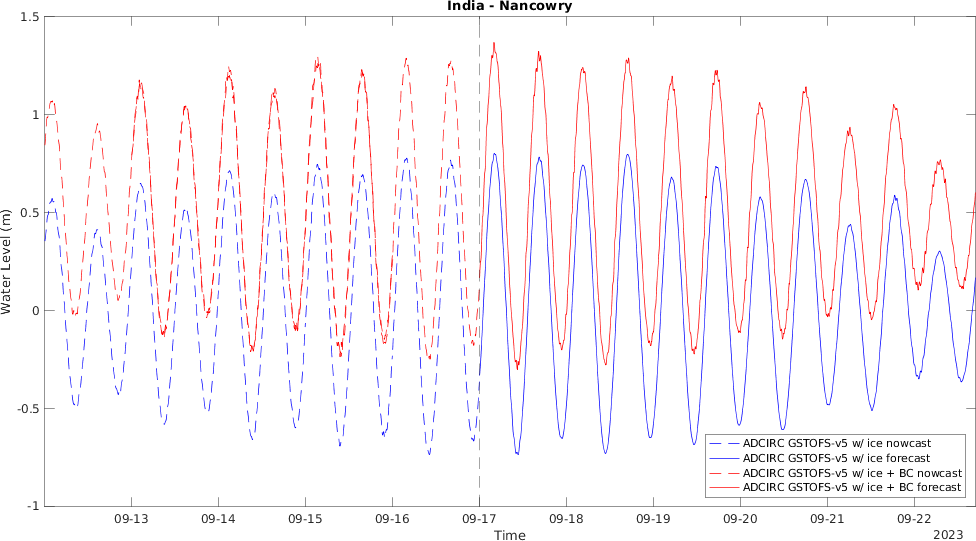 India - Nancowry
1.5
1
0.5
0
-0.5
-1
Water Level (m)
ADCIRC GSTOFS-v5 w/ ice nowcast
ADCIRC GSTOFS-v5 w/ ice forecast
ADCIRC GSTOFS-v5 w/ ice + BC nowcast
ADCIRC GSTOFS-v5 w/ ice + BC forecast
09-13 09-14 09-15 09-16 09-17 09-18 09-19 09-20 09-21 09-22
Time
2023